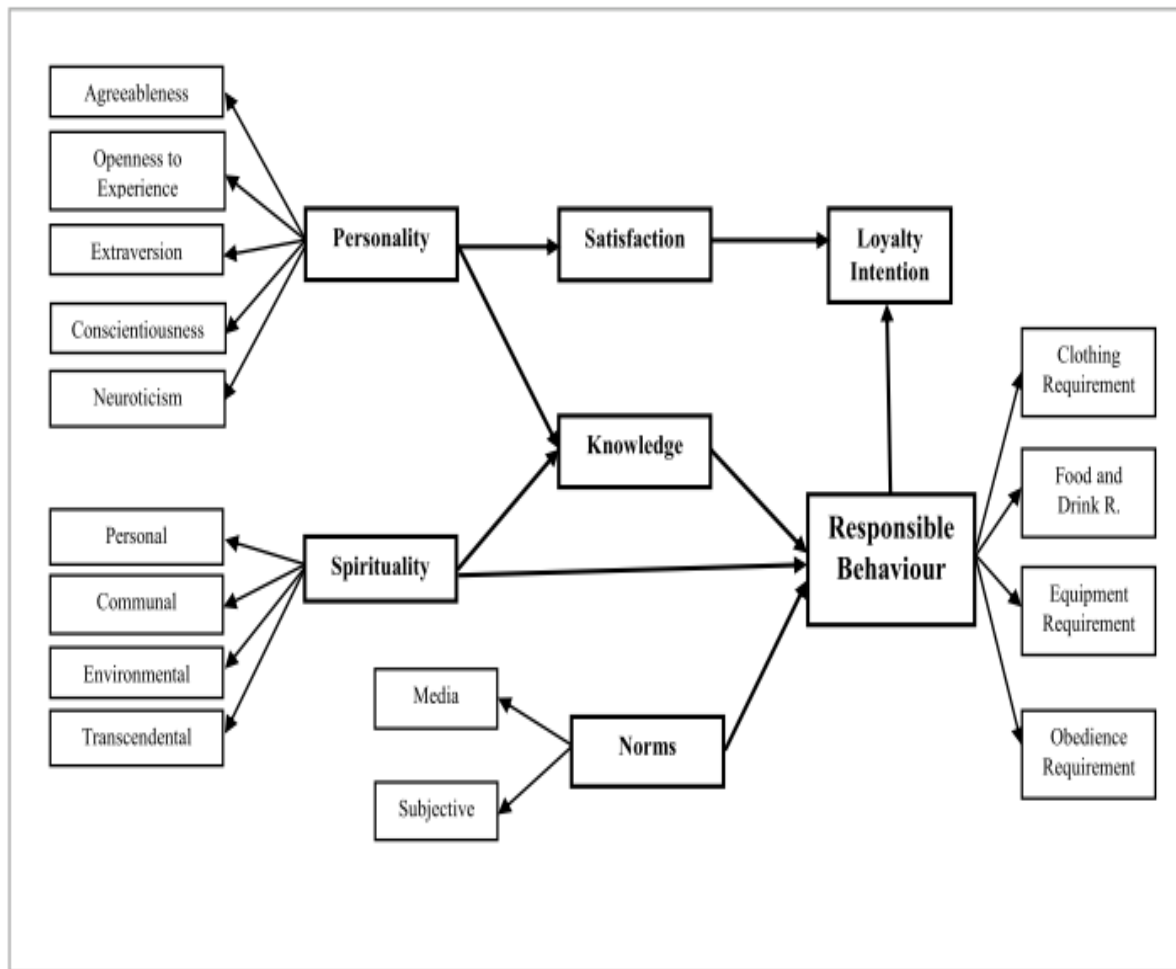 Agreeableness
Openness to
Experience
Extraversion
Conscientiousness
Neuroticism
Personality
Satisfaction
Loyalty
Intention
Knowledge
Personal
Communal
Environmental
Transcendental
Spirituality
Media
Subjective
Norms
Responsible
Behaviour
Clothing
Requirement
Food and
Drink R.
Equipment
Requirement
Obedience
Requirement